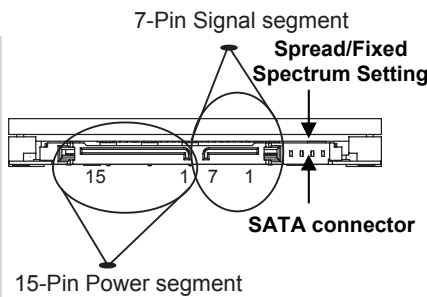 7-Pin Signal segment
Spread/Fixed
Spectrum Setting
15 1 7 1
SATA connector
15-Pin Power segment